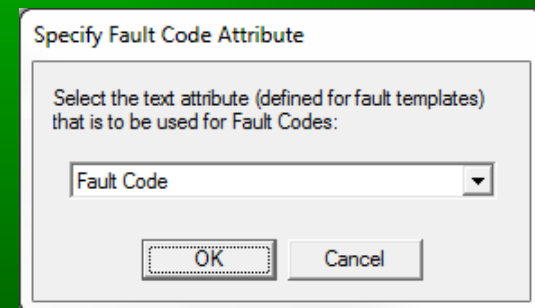 Specify Fault Code Attribute
Select the text attribute (defined for fault templates)
that is to be used for Fault Codes:
Fault Code
OK Cancel